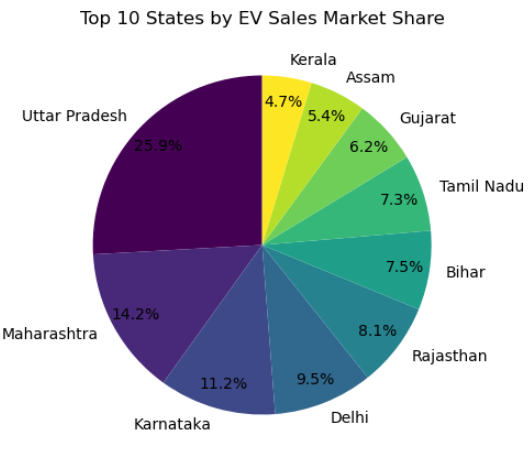 Top 10 States by EV Sales Market Share
Kerala
4.7%
Assam
5.4%
Gujarat
6.2%
Tamil Nadu
7.3%
Bihar
7.5%
Rajasthan
8.1%
Delhi
9.5%
Karnataka
11.2%
Maharashtra
14.2%
Uttar Pradesh
25.9%